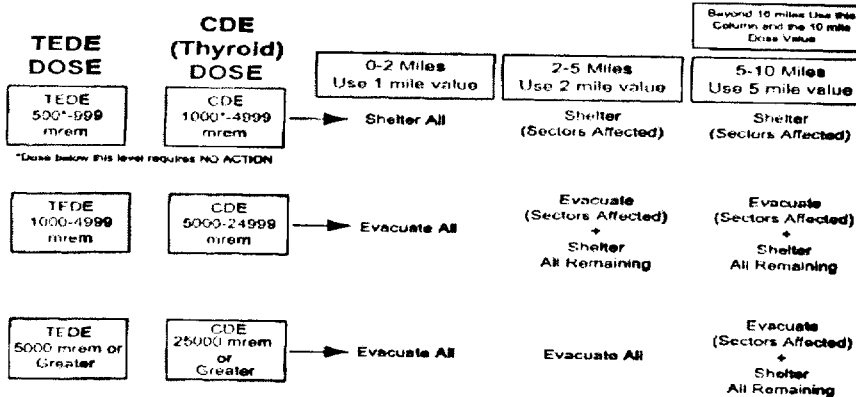 Beyond 10 miles Use this
Column and the 10 mile
Dose Value
TEDE
DOSE
CDE
(Thyroid)
DOSE
0-2 Miles
Use 1 mile value
2-5 Miles
Use 2 mile value
5-10 Miles
Use 5 mile value
TEDE
500*-999
mrem
CDE
1000*-4999
mrem
Shelter All
Shelter
(Sectors Affected)
Shelter
(Sectors Affected)
*Dose below this level requires NO ACTION
TEDE
1000-4999
mrem
CDE
5000-24999
mrem
Evacuate All
Evacuate
(Sectors Affected)
+
Shelter
All Remaining
Evacuate
(Sectors Affected)
+
Shelter
All Remaining
TEDE
5000 mrem or
Greater
CDE
25000 mrem
or
Greater
Evacuate All
Evacuate All
Evacuate
(Sectors Affected)
+
Shelter
All Remaining